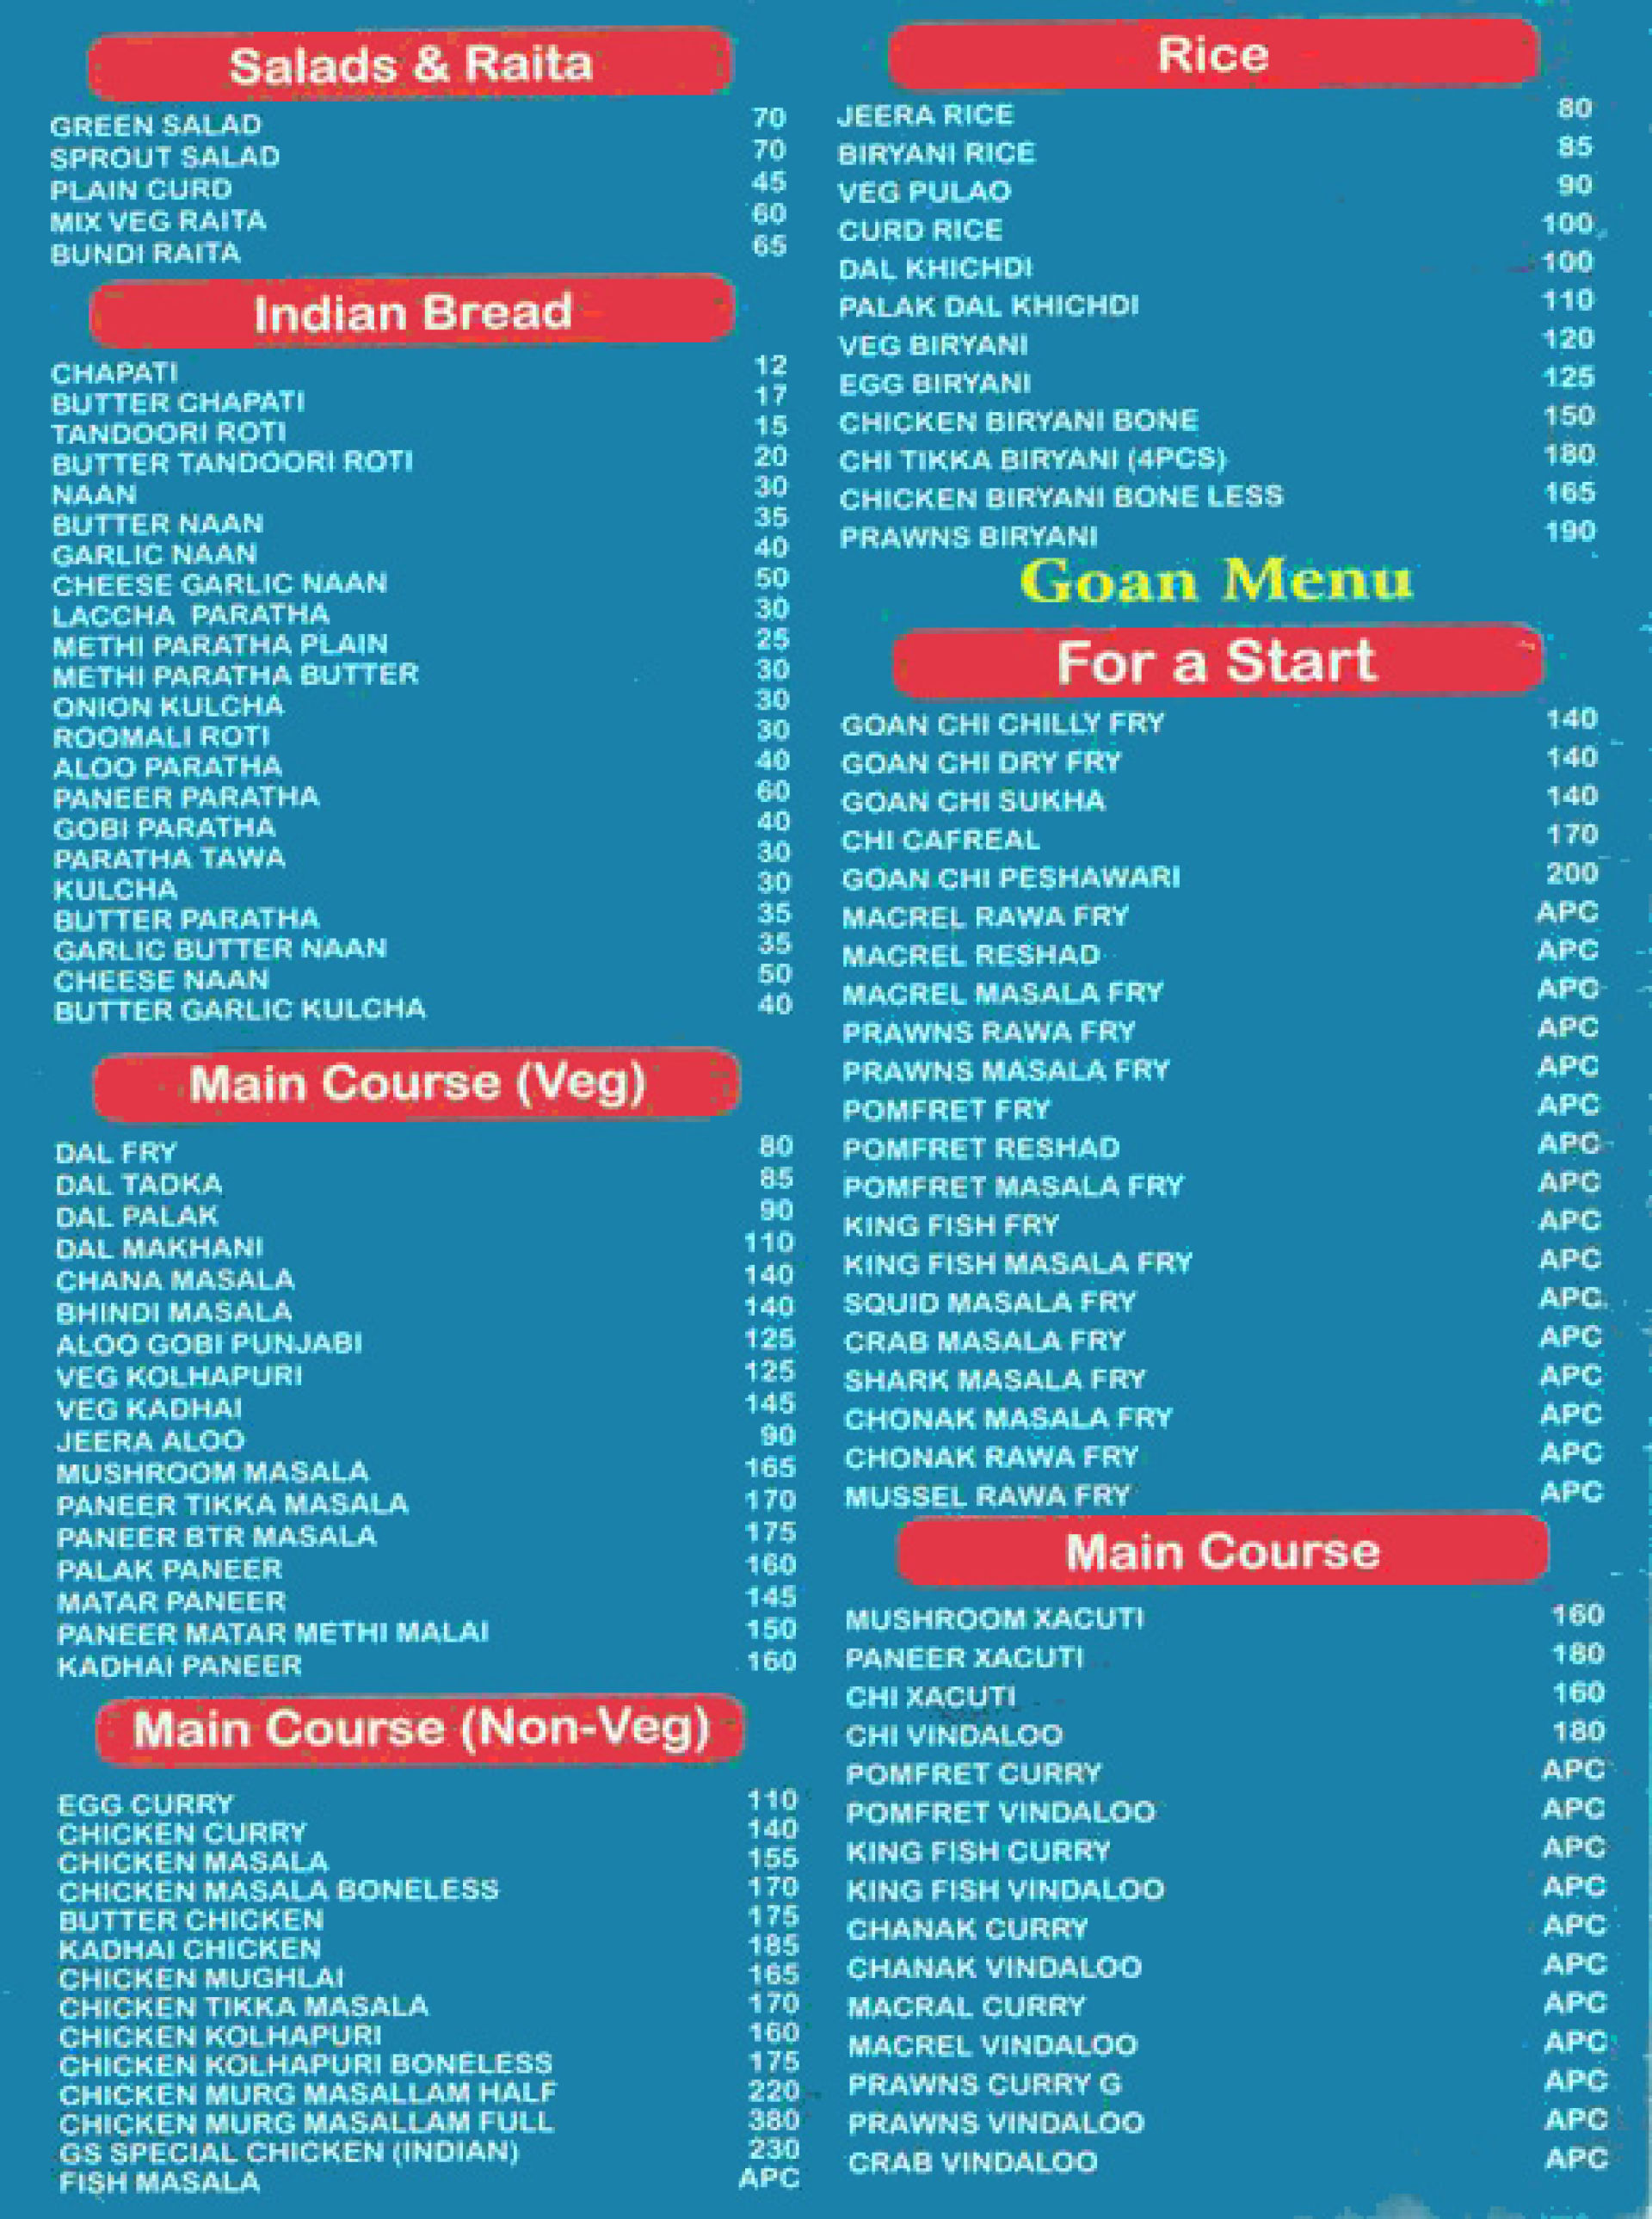 Salads & Raita
GREEN SALAD 70
SPROUT SALAD 70
PLAIN CURD 45
MIX VEG RAITA 60
BUNDI RAITA 65
Indian Bread
CHAPATI 12
BUTTER CHAPATI 17
TANDOORI ROTI 15
BUTTER TANDOORI ROTI 20
NAAN 30
BUTTER NAAN 35
GARLIC NAAN 40
CHEESE GARLIC NAAN 50
LACCHA PARATHA 30
METHI PARATHA PLAIN 25
METHI PARATHA BUTTER 30
ONION KULCHA 30
ROOMALI ROTI 30
ALOO PARATHA 40
PANEER PARATHA 60
GOBI PARATHA 40
PARATHA TAWA 30
KULCHA 30
BUTTER PARATHA 35
GARLIC BUTTER NAAN 35
CHEESE NAAN 50
BUTTER GARLIC KULCHA 40
Main Course (Veg)
DAL FRY 80
DAL TADKA 85
DAL PALAK 90
DAL MAKHANI 110
CHANA MASALA 140
BHINDI MASALA 140
ALOO GOBI PUNJABI 125
VEG KOLHAPURI 125
VEG KADHAI 145
JEERA ALOO 90
MUSHROOM MASALA 165
PANEER TIKKA MASALA 170
PANEER BTR MASALA 175
PALAK PANEER 160
MATAR PANEER 145
PANEER MATAR METHI MALAI 150
KADHAI PANEER 160
Main Course (Non-Veg)
EGG CURRY 110
CHICKEN CURRY 140
CHICKEN MASALA 155
CHICKEN MASALA BONELESS 170
BUTTER CHICKEN 175
KADHAI CHICKEN 185
CHICKEN MUGHLAI 165
CHICKEN TIKKA MASALA 170
CHICKEN KOLHAPURI 160
CHICKEN KOLHAPURI BONELESS 175
CHICKEN MURG MASALLAM HALF 220
CHICKEN MURG MASALLAM FULL 380
GS SPECIAL CHICKEN (INDIAN) 230
FISH MASALA APC
Rice
JEERA RICE 80
BIRYANI RICE 85
VEG PULAO 90
CURD RICE 100
DAL KHICHDI 100
PALAK DAL KHICHDI 110
VEG BIRYANI 120
EGG BIRYANI 125
CHICKEN BIRYANI BONE 150
CHI TIKKA BIRYANI (4PCS) 180
CHICKEN BIRYANI BONE LESS 165
PRAWNS BIRYANI 190
Goan Menu
For a Start
GOAN CHI CHILLY FRY 140
GOAN CHI DRY FRY 140
GOAN CHI SUKHA 140
CHI CAFREAL 170
GOAN CHI PESHAWARI 200
MACREL RAWA FRY APC
MACREL RESHAD APC
MACREL MASALA FRY APC
PRAWNS RAWA FRY APC
PRAWNS MASALA FRY APC
POMFRET FRY APC
POMFRET RESHAD APC
POMFRET MASALA FRY APC
KING FISH FRY APC
KING FISH MASALA FRY APC
SQUID MASALA FRY APC
CRAB MASALA FRY APC
SHARK MASALA FRY APC
CHONAK MASALA FRY APC
CHONAK RAWA FRY APC
MUSSEL RAWA FRY APC
Main Course
MUSHROOM XACUTI 160
PANEER XACUTI 180
CHI XACUTI 160
CHI VINDALOO 180
POMFRET CURRY APC
POMFRET VINDALOO APC
KING FISH CURRY APC
KING FISH VINDALOO APC
CHANAK CURRY APC
CHANAK VINDALOO APC
MACRAL CURRY APC
MACREL VINDALOO APC
PRAWNS CURRY G APC
PRAWNS VINDALOO APC
CRAB VINDALOO APC